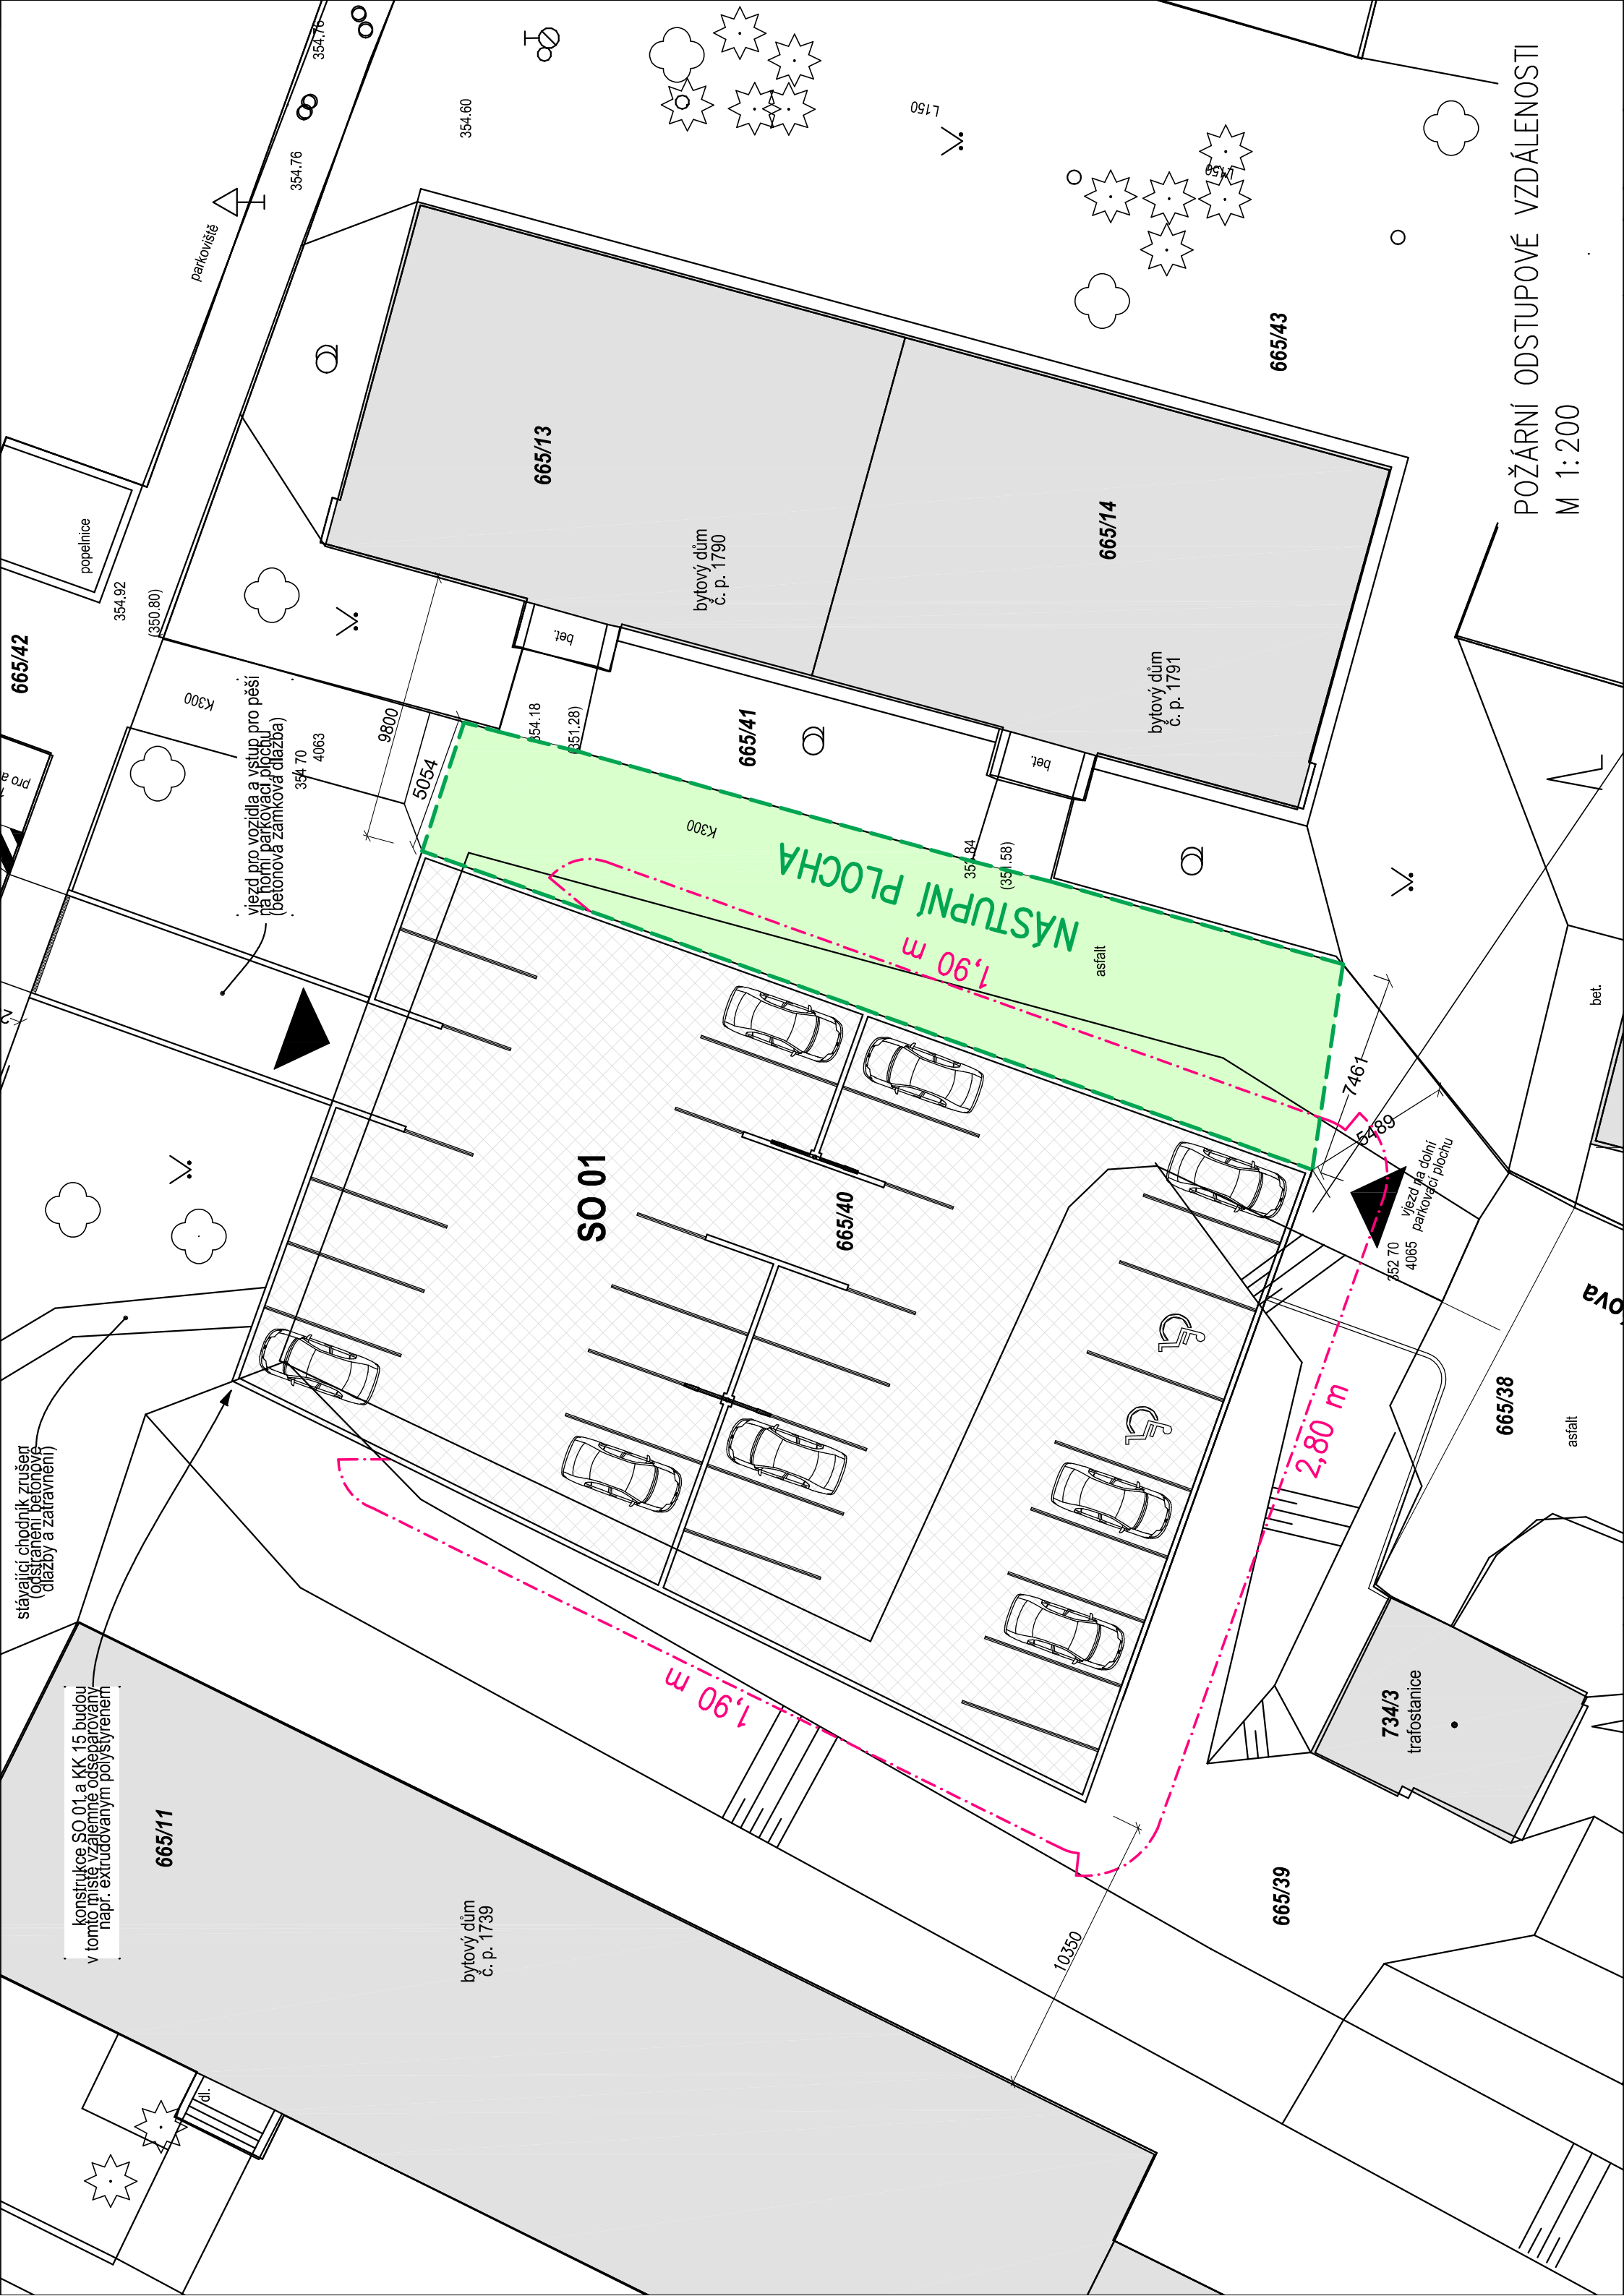 POŽÁRNÍ ODSTUPOVÉ VZDÁLENOSTI
M 1:200
354.76
354.76
354.60
L150
L150
parkoviště
665/43
665/13
665/14
bytový dům
č. p. 1790
bytový dům
č. p. 1791
popelnice
354.92
(350.80)
665/42
K300
vjezd pro vozidla a vstup pro pěší
na horní parkovací plochu
(betonová zámková dlažba)
354 70
4063
9800
5054
bet.
354.18
(351.28)
665/41
bet.
K300
NÁSTUPNÍ PLOCHA
(351.58)
1,90 m
asfalt
bet.
7461
5489
vjezd na dolní
parkovací plochu
352 70
4065
SO 01
665/40
2,80 m
665/38
asfalt
stávající chodník zrušen
(odstranění betonové
dlažby a zatravnění)
1,90 m
konstrukce SO 01 a KK 15 budou
v tomto místě vzájemně odseparovány
např. extrudovaným polystyrenem
665/11
734/3
trafostanice
bytový dům
č. p. 1739
665/39
10350
dl.